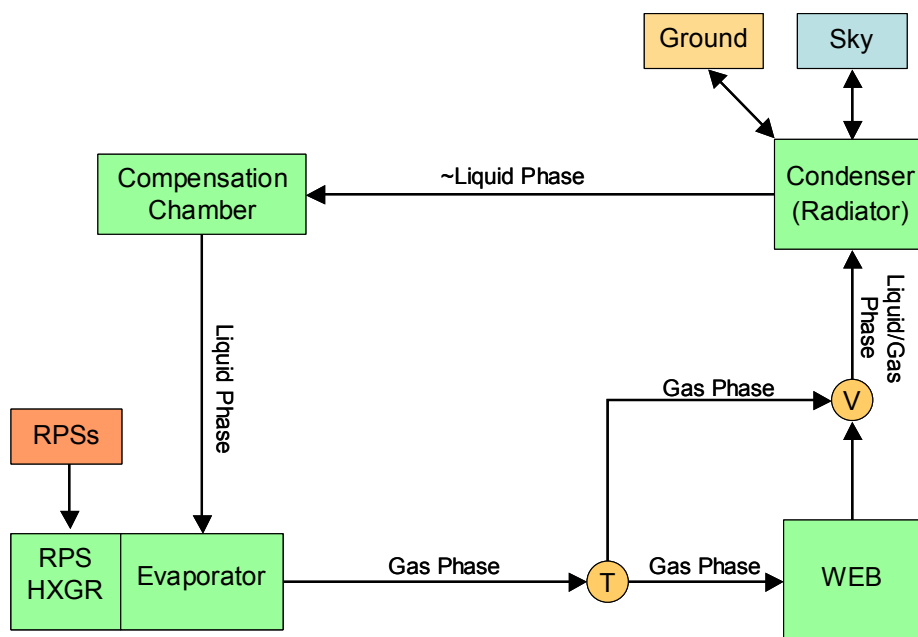 Ground
Sky
Compensation
Chamber
~Liquid Phase
Condenser
(Radiator)
Liquid Phase
Liquid/Gas
Phase
Gas Phase
V
RPSs
RPS
HXGR
Evaporator
Gas Phase
T
Gas Phase
WEB